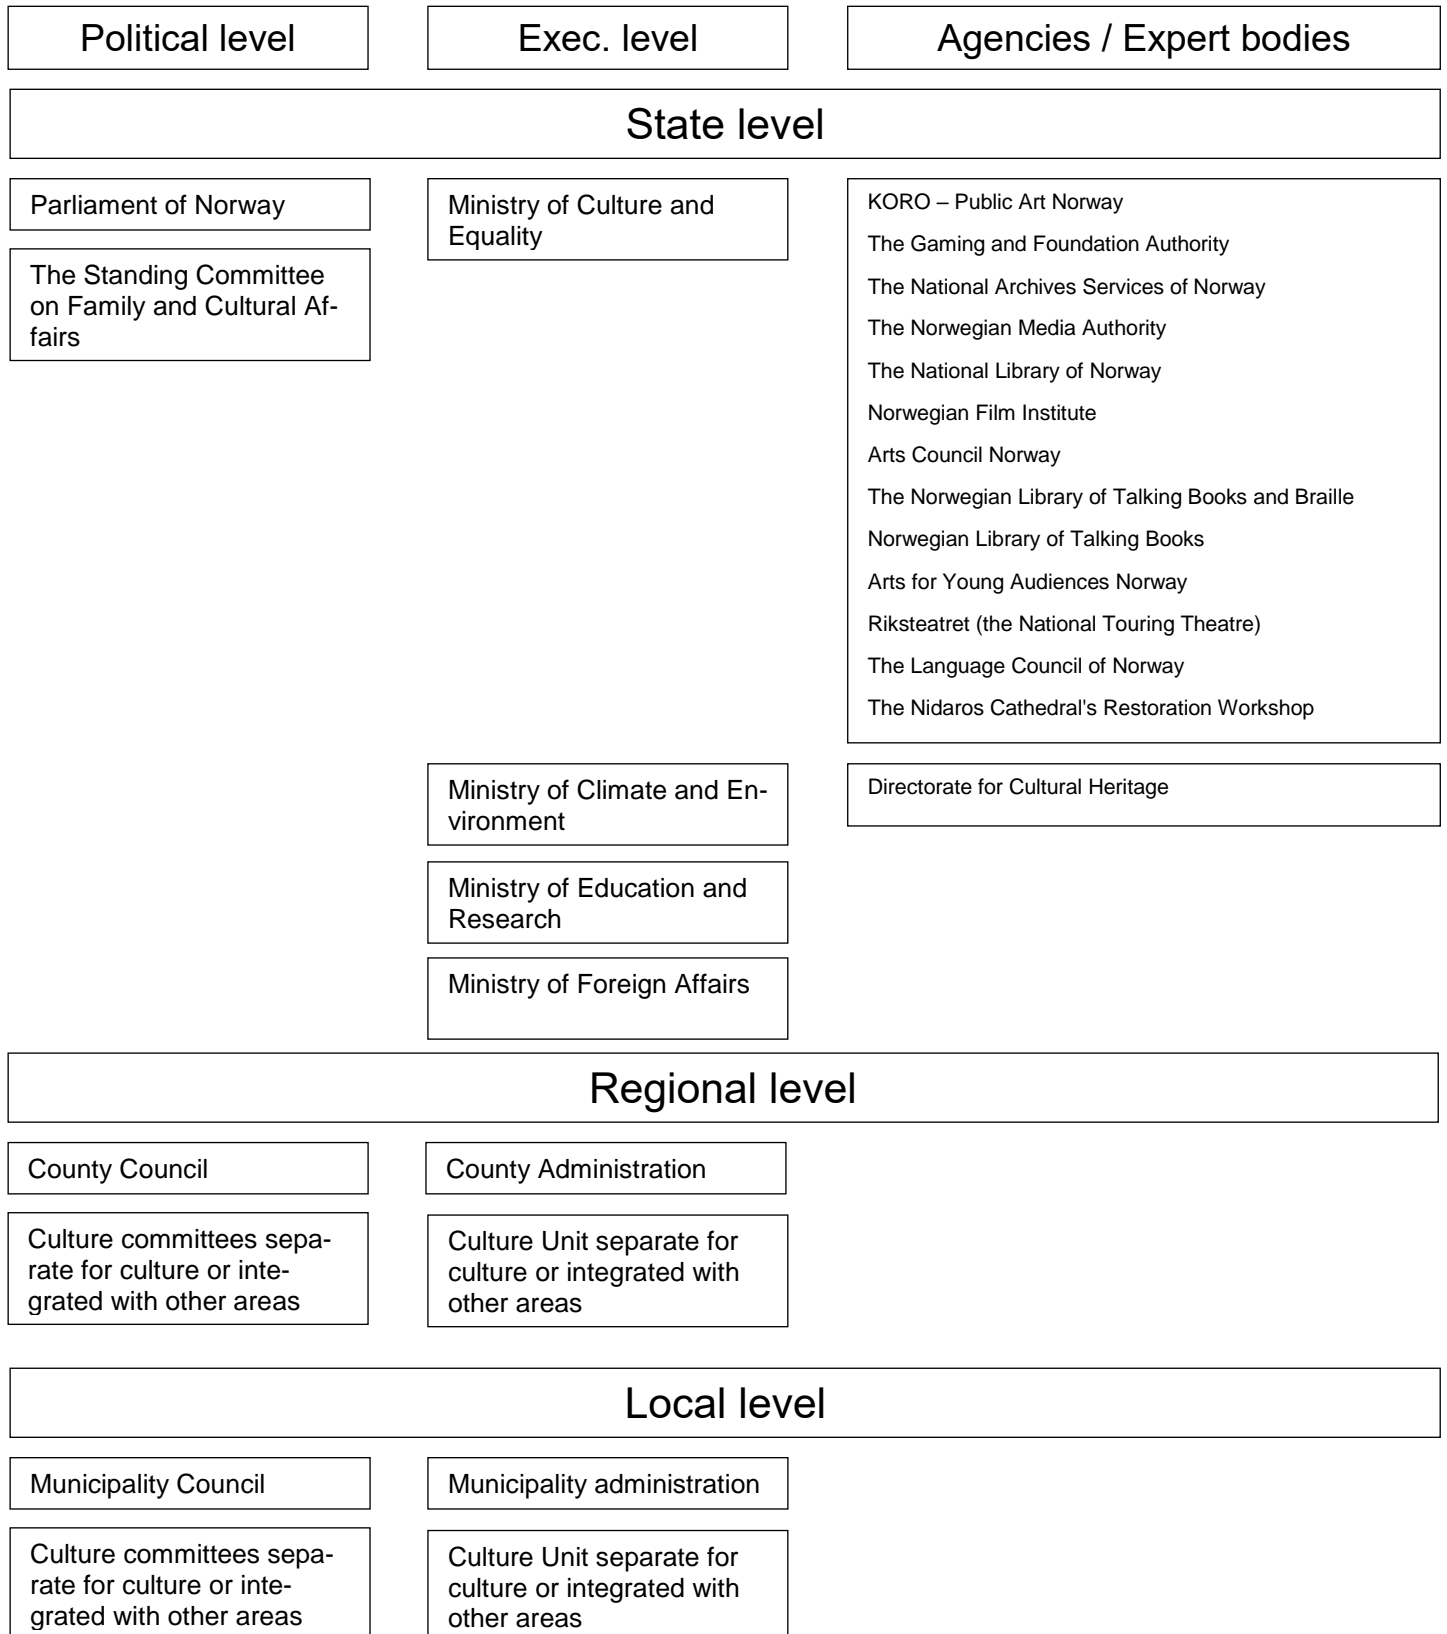 Political level
Exec. level
Agencies / Expert bodies
State level
Parliament of Norway
The Standing Committee
on Family and Cultural Af-
fairs
Ministry of Culture and
Equality
KORO – Public Art Norway
The Gaming and Foundation Authority
The National Archives Services of Norway
The Norwegian Media Authority
The National Library of Norway
Norwegian Film Institute
Arts Council Norway
The Norwegian Library of Talking Books and Braille
Norwegian Library of Talking Books
Arts for Young Audiences Norway
Riksteatret (the National Touring Theatre)
The Language Council of Norway
The Nidaros Cathedral's Restoration Workshop
Ministry of Climate and En-
vironment
Directorate for Cultural Heritage
Ministry of Education and
Research
Ministry of Foreign Affairs
Regional level
County Council
County Administration
Culture committees sepa-
rate for culture or inte-
grated with other areas
Culture Unit separate for
culture or integrated with
other areas
Local level
Municipality Council
Municipality administration
Culture committees sepa-
rate for culture or inte-
grated with other areas
Culture Unit separate for
culture or integrated with
other areas